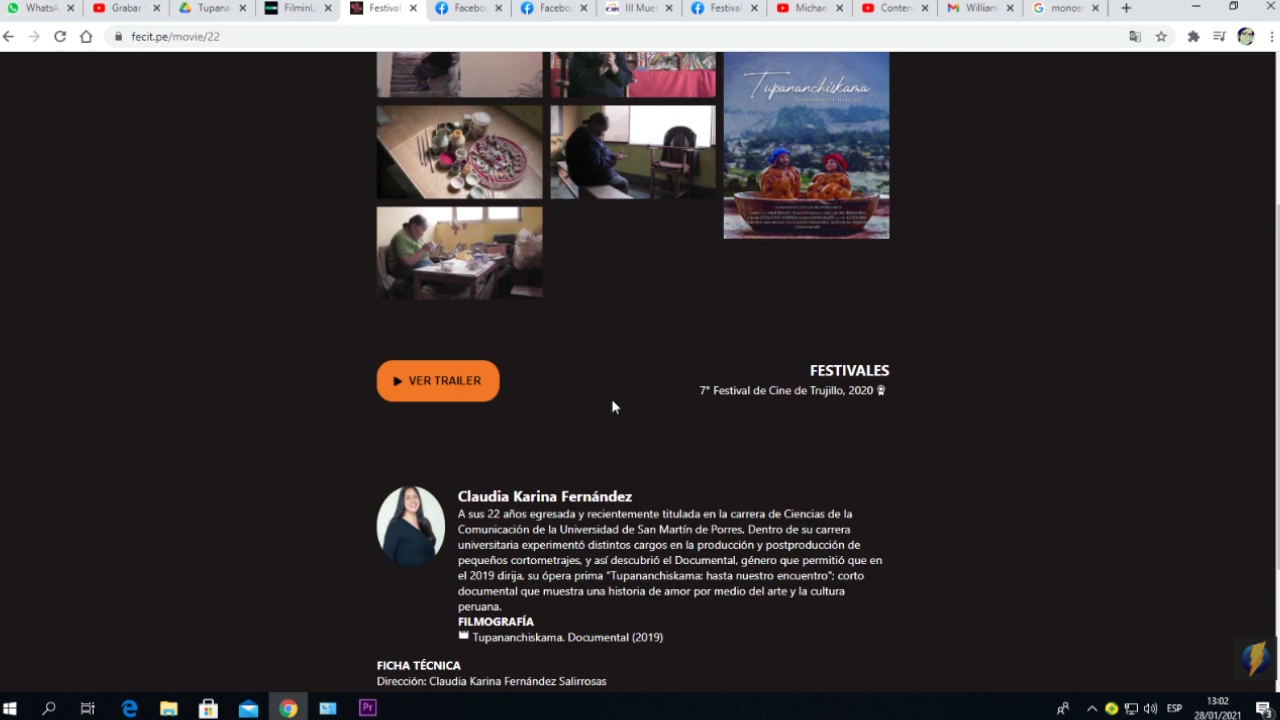 WhatsA
Grabar
Tupana
FilminLa
Festival
Facebo
Facebo
III Mues
Festival
Michae
Conten
William
monosr
fecit.pe/movie/22
Tupananchiskama
VER TRAILER
FESTIVALES
7° Festival de Cine de Trujillo, 2020
Claudia Karina Fernández
A sus 22 años egresada y recientemente titulada en la carrera de Ciencias de la
Comunicación de la Universidad de San Martín de Porres. Dentro de su carrera
universitaria experimentó distintos cargos en la producción y postproducción de
pequeños cortometrajes, y así descubrió el Documental, género que permitió que en
el 2019 dirija, su ópera prima “Tupananchiskama: hasta nuestro encuentro”; corto
documental que muestra una historia de amor por medio del arte y la cultura
peruana.
FILMOGRAFÍA
Tupananchiskama. Documental (2019)
FICHA TÉCNICA
Dirección: Claudia Karina Fernández Salirrosas
Pr
ESP
13:02
28/01/2021